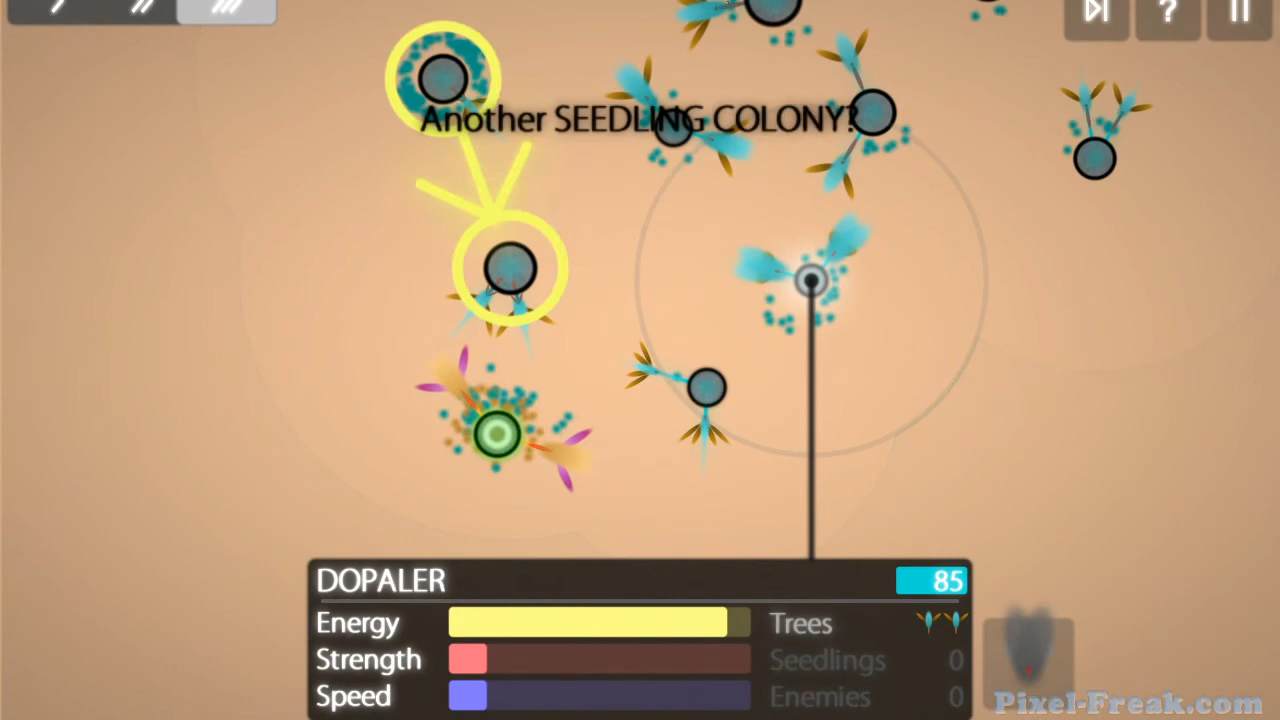 ?
Another SEEDLING COLONY?
DOPALER 85
Energy Trees
Strength Seedlings 0
Speed Enemies 0
Pixel-Freak.com